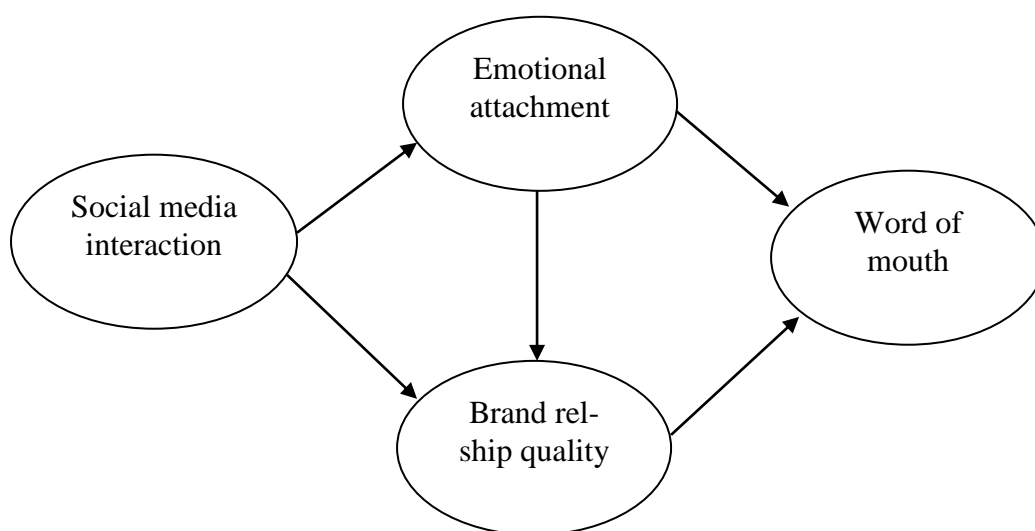 Emotional
attachment
Social media
interaction
Word of
mouth
Brand rel-
ship quality